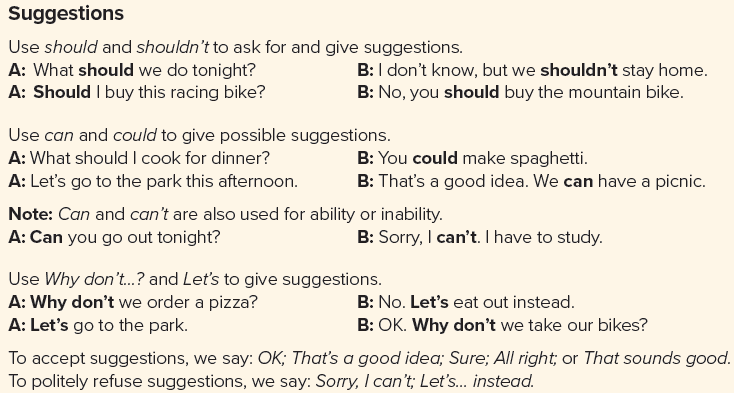 Suggestions
Use should and shouldn't to ask for and give suggestions.
A: What should we do tonight? B: I don't know, but we shouldn't stay home.
A: Should I buy this racing bike? B: No, you should buy the mountain bike.
Use can and could to give possible suggestions.
A: What should I cook for dinner? B: You could make spaghetti.
A: Let's go to the park this afternoon. B: That's a good idea. We can have a picnic.
Note: Can and can't are also used for ability or inability.
A: Can you go out tonight? B: Sorry, I can't. I have to study.
Use Why don't...? and Let's to give suggestions.
A: Why don't we order a pizza? B: No. Let's eat out instead.
A: Let's go to the park. B: OK. Why don't we take our bikes?
To accept suggestions, we say: OK; That's a good idea; Sure; All right; or That sounds good.
To politely refuse suggestions, we say: Sorry, I can't; Let's... instead.